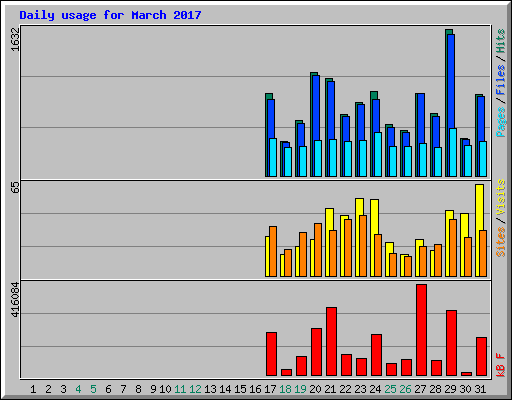 Daily usage for March 2017
1632
65
416084
Pages/Files/Hits
Sites/Visits
kB F
1 2 3 4 5 6 7 8 9 10 11 12 13 14 15 16 17 18 19 20 21 22 23 24 25 26 27 28 29 30 31